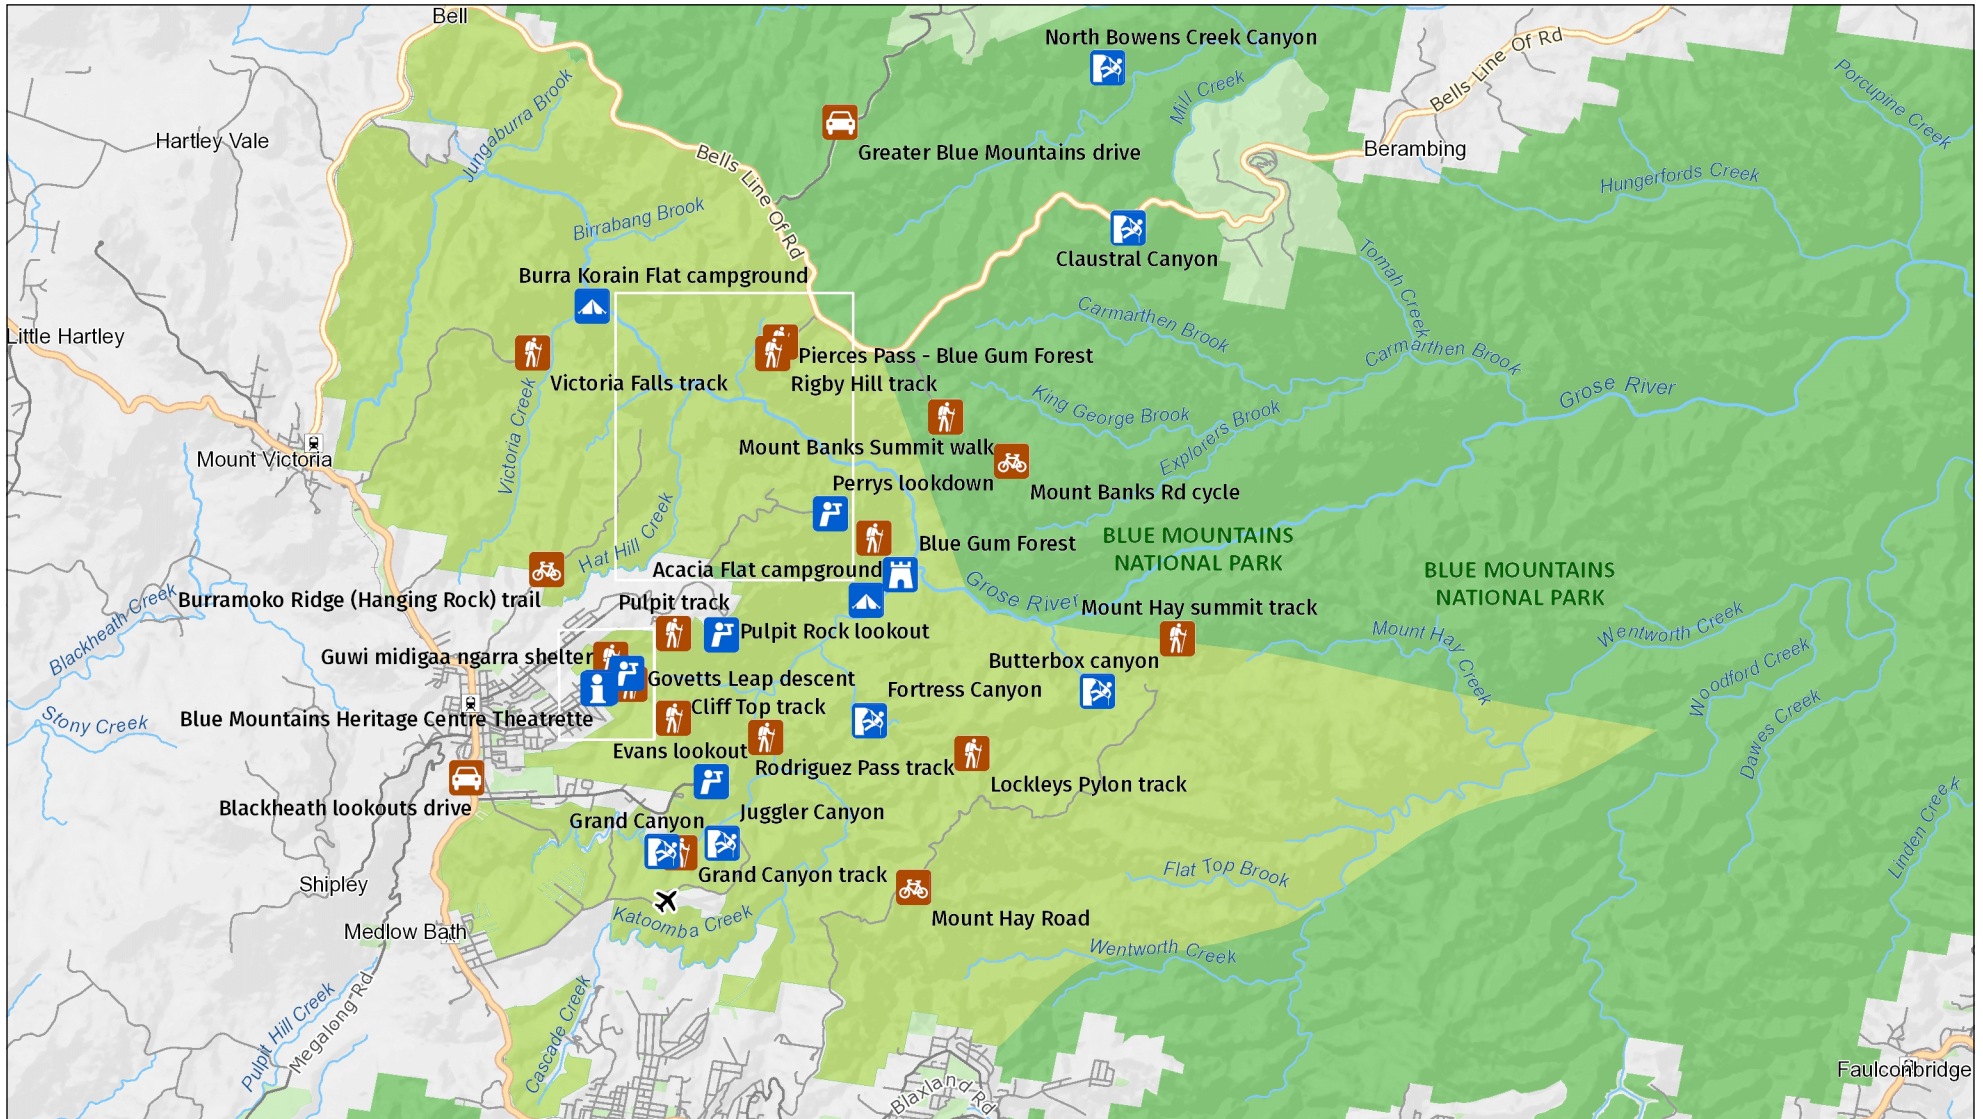 Bell
North Bowens Creek Canyon
Bells Line Of Rd
Porcupine Creek
Mill Creek
Jungaburra Brook
Hartley Vale
Greater Blue Mountains drive
Berambing
Bells Line Of Rd
Hungerfords Creek
Birrabang Brook
Claustral Canyon
Tomah Creek
Burra Korain Flat campground
Carmarthen Brook
Little Hartley
Carmarthen Brook
Pierces Pass - Blue Gum Forest
Victoria Falls track
Rigby Hill track
Grose River
King George Brook
Explorers Brook
Victoria Creek
Mount Banks Summit walk
Mount Victoria
Perrys lookdown
Mount Banks Rd cycle
Hat Hill Creek
Blue Gum Forest
BLUE MOUNTAINS
NATIONAL PARK
Acacia Flat campground
BLUE MOUNTAINS
NATIONAL PARK
Grose River
Burramoko Ridge (Hanging Rock) trail
Pulpit track
Mount Hay summit track
Blackheath Creek
Pulpit Rock lookout
Mount Hay Creek
Wentworth Creek
Guwi midigaa ngarra shelter
Butterbox canyon
Woodford Creek
Govetts Leap descent
Fortress Canyon
Cliff Top track
Stony Creek
Blue Mountains Heritage Centre Theatrette
Dawes Creek
Evans lookout
Rodriguez Pass track
Lockleys Pylon track
Blackheath lookouts drive
Juggler Canyon
Grand Canyon
Linden Creek
Grand Canyon track
Flat Top Brook
Shipley
Katoomba Creek
Mount Hay Road
Medlow Bath
Wentworth Creek
Pulpit Hill Creek
Megalong Rd
Cascade Creek
Blaxland Rd
Faulconbridge